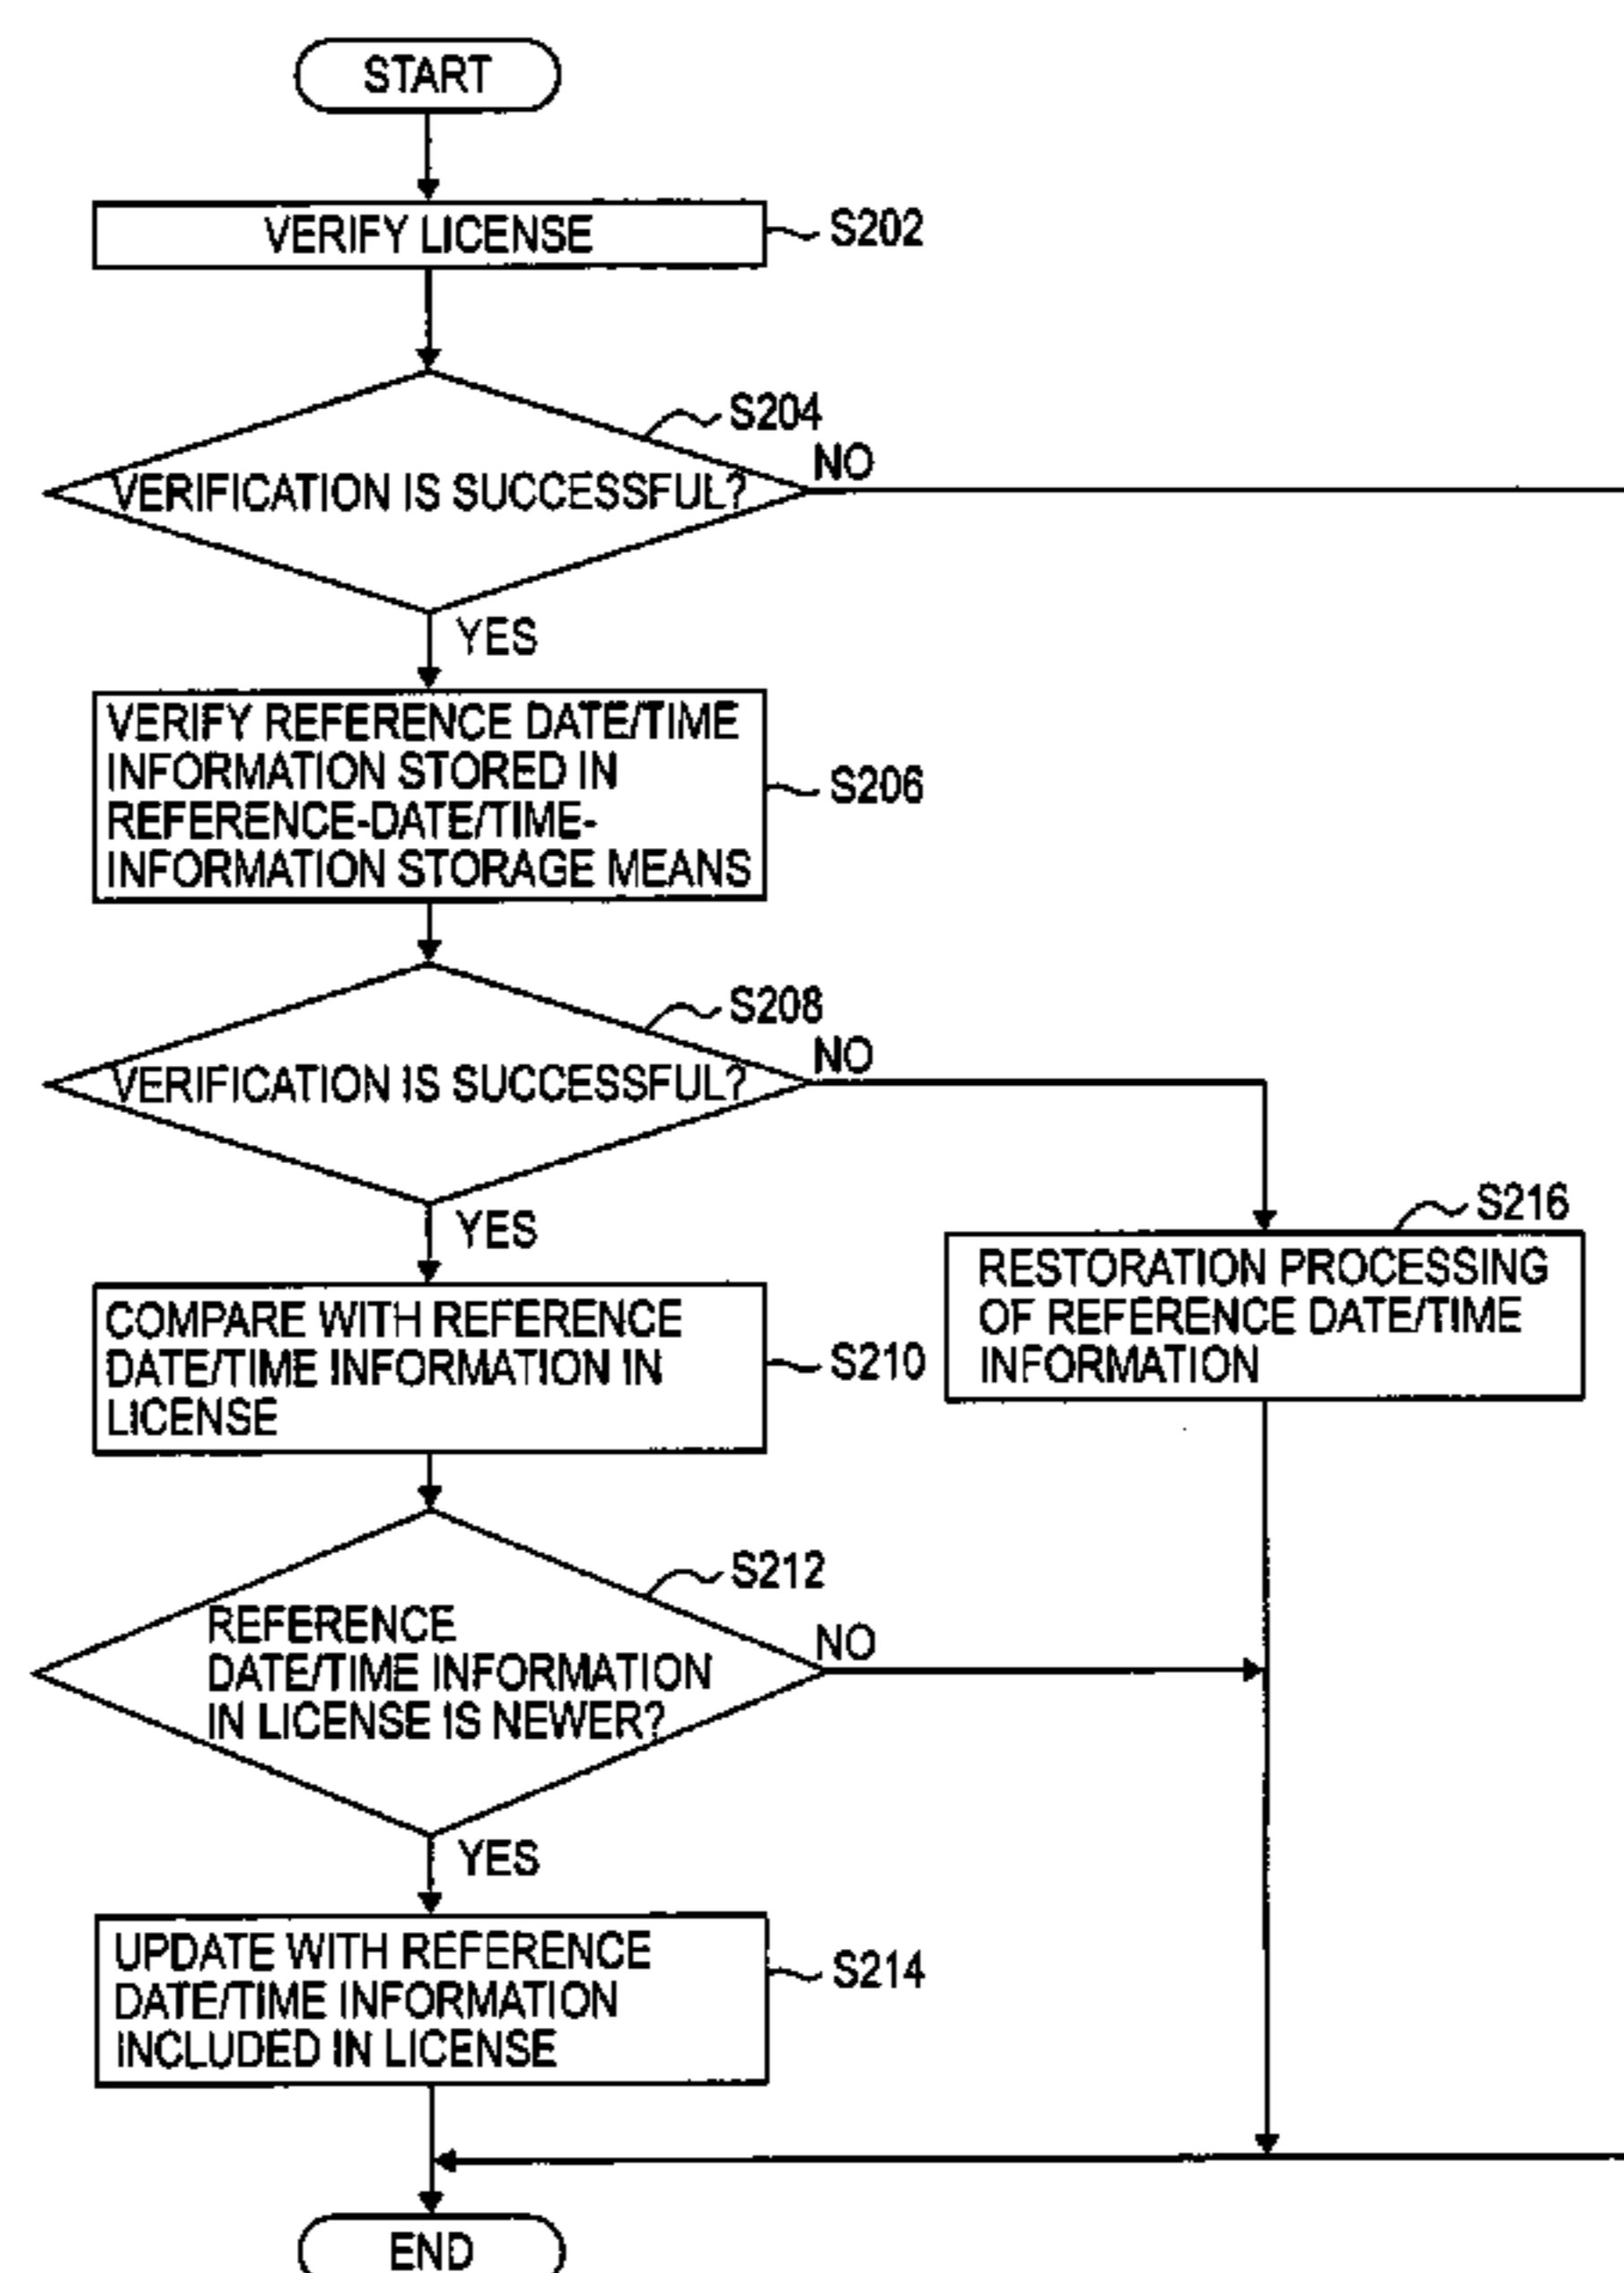 START
VERIFY LICENSE
S202
S204
NO
VERIFICATION IS SUCCESSFUL?
YES
VERIFY REFERENCE DATE/TIME
INFORMATION STORED IN
REFERENCE-DATE/TIME-
INFORMATION STORAGE MEANS
S206
S208
NO
VERIFICATION IS SUCCESSFUL?
YES
S216
RESTORATION PROCESSING
OF REFERENCE DATE/TIME
INFORMATION
COMPARE WITH REFERENCE
DATE/TIME INFORMATION IN
LICENSE
S210
S212
NO
REFERENCE
DATE/TIME INFORMATION
IN LICENSE IS NEWER?
YES
UPDATE WITH REFERENCE
DATE/TIME INFORMATION
INCLUDED IN LICENSE
S214
END